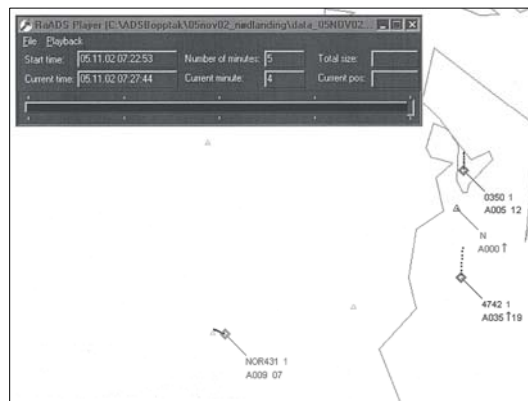 RoADS Player [C:\ADSBopptak\05nov02_nødlanding\data_05NOV02...
File Playback
Start time: 05.11.02 07:22:53 Number of minutes: 5 Total size:
Current time: 05.11.02 07:27:44 Current minute: 4 Current pos:
0350 1
A005 12
N
A000↑
4742 1
A035↑19
NOR431 1
A009 07